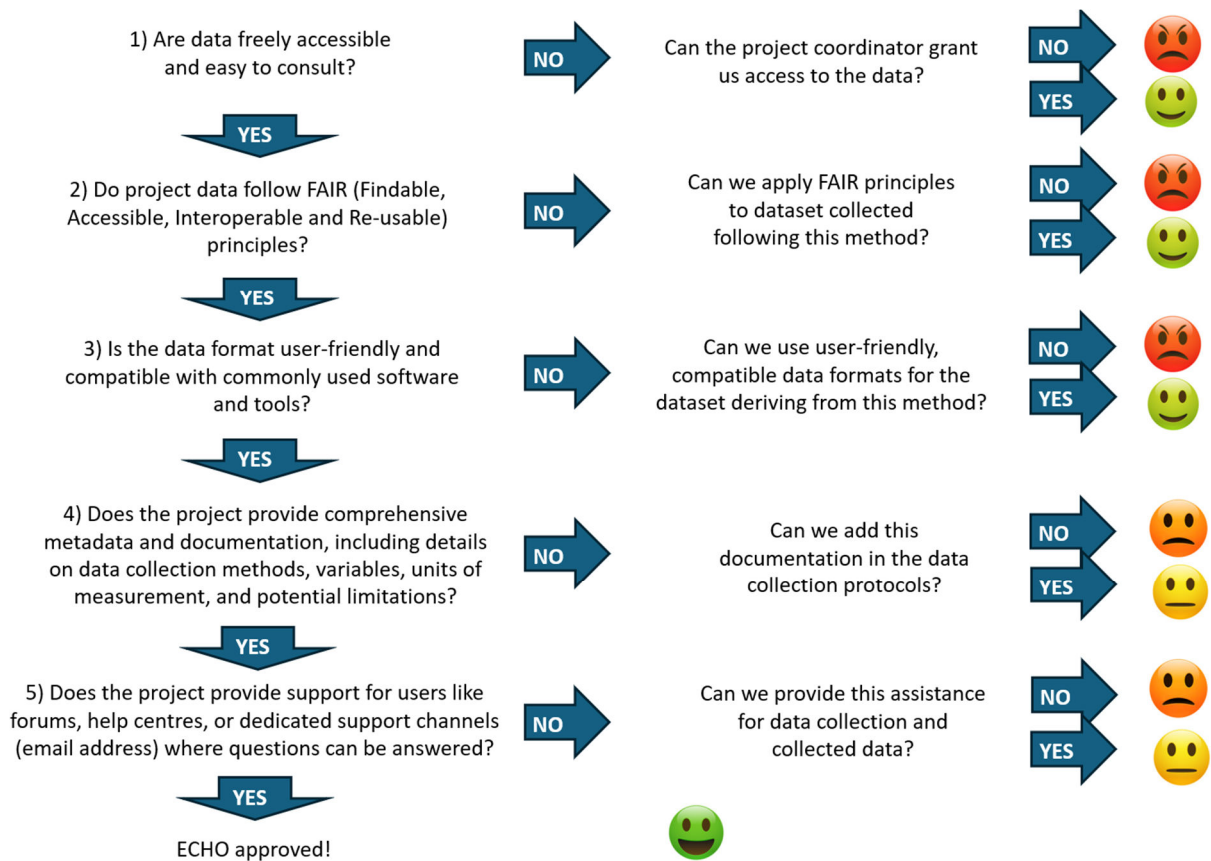 1) Are data freely accessible
and easy to consult?
NO
Can the project coordinator grant
us access to the data?
NO
YES
YES
2) Do project data follow FAIR (Findable,
Accessible, Interoperable and Re-usable)
principles?
NO
Can we apply FAIR principles
to dataset collected
following this method?
NO
YES
YES
3) Is the data format user-friendly and
compatible with commonly used software
and tools?
NO
Can we use user-friendly,
compatible data formats for the
dataset deriving from this method?
NO
YES
YES
4) Does the project provide comprehensive
metadata and documentation, including details
on data collection methods, variables, units of
measurement, and potential limitations?
NO
Can we add this
documentation in the data
collection protocols?
NO
YES
YES
5) Does the project provide support for users like
forums, help centres, or dedicated support channels
(email address) where questions can be answered?
NO
Can we provide this assistance
for data collection and
collected data?
NO
YES
YES
ECHO approved!